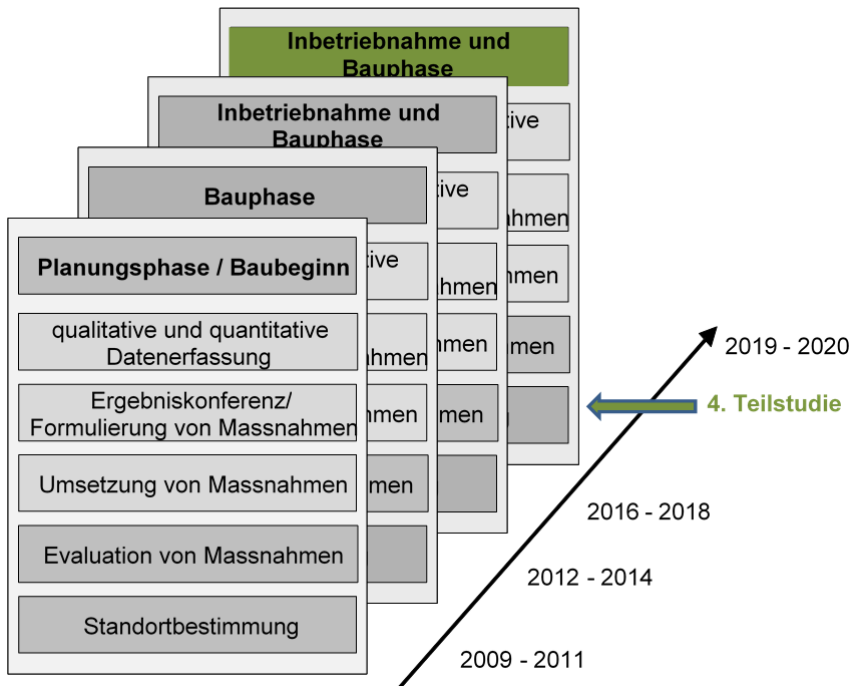 Inbetriebnahme und
Bauphase
Inbetriebnahme und
Bauphase
Bauphase
Planungsphase / Baubeginn
qualitative und quantitative
Datenerfassung
Ergebniskonferenz/
Formulierung von Massnahmen
Umsetzung von Massnahmen
Evaluation von Massnahmen
Standortbestimmung
2019 - 2020
4. Teilstudie
2016 - 2018
2012 - 2014
2009 - 2011